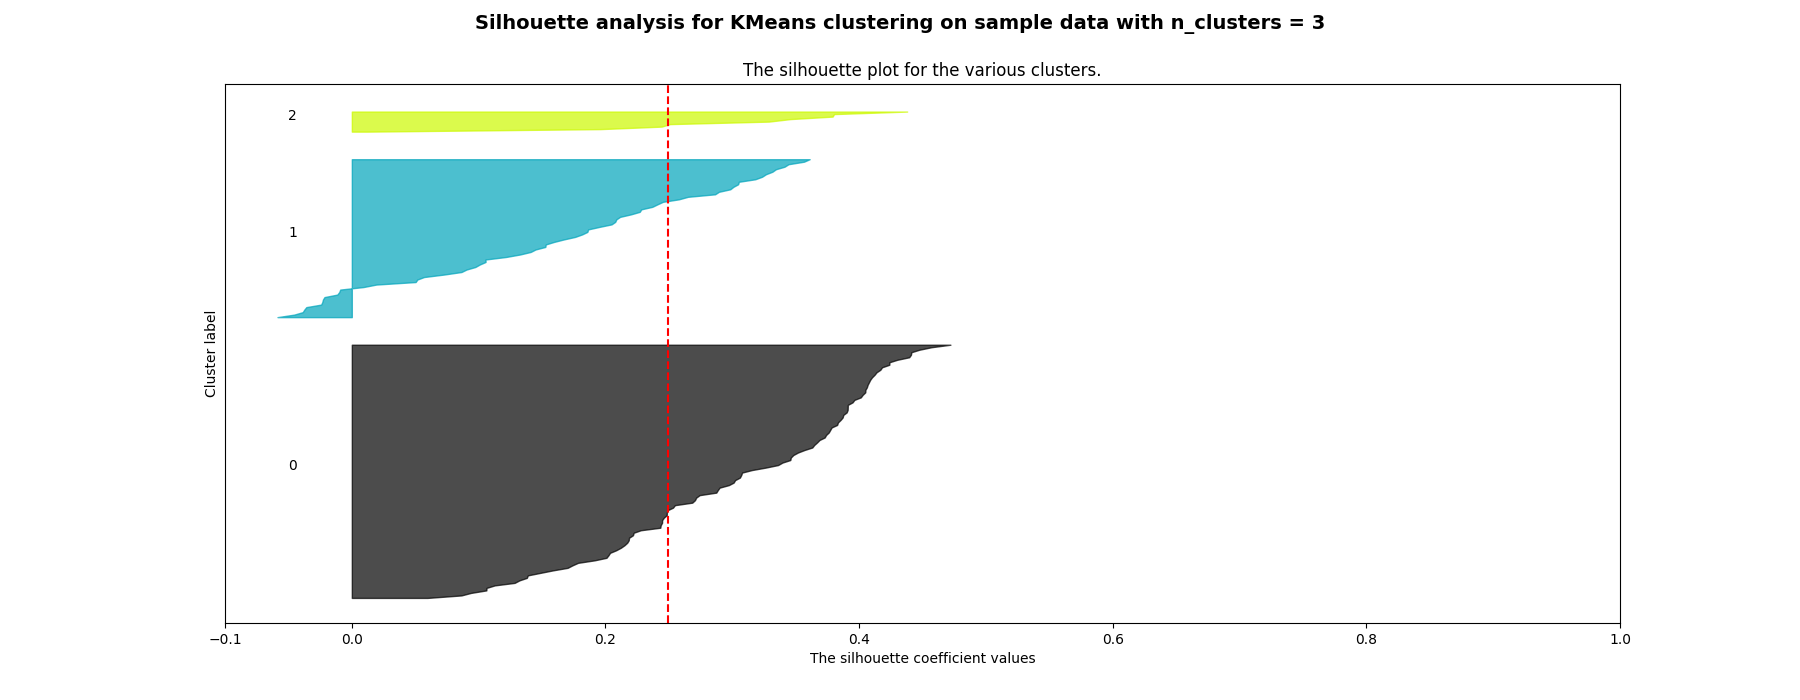 Silhouette analysis for KMeans clustering on sample data with n_clusters = 3
The silhouette plot for the various clusters.
2
1
0
Cluster label
−0.1 0.0 0.2 0.4 0.6 0.8 1.0
The silhouette coefficient values